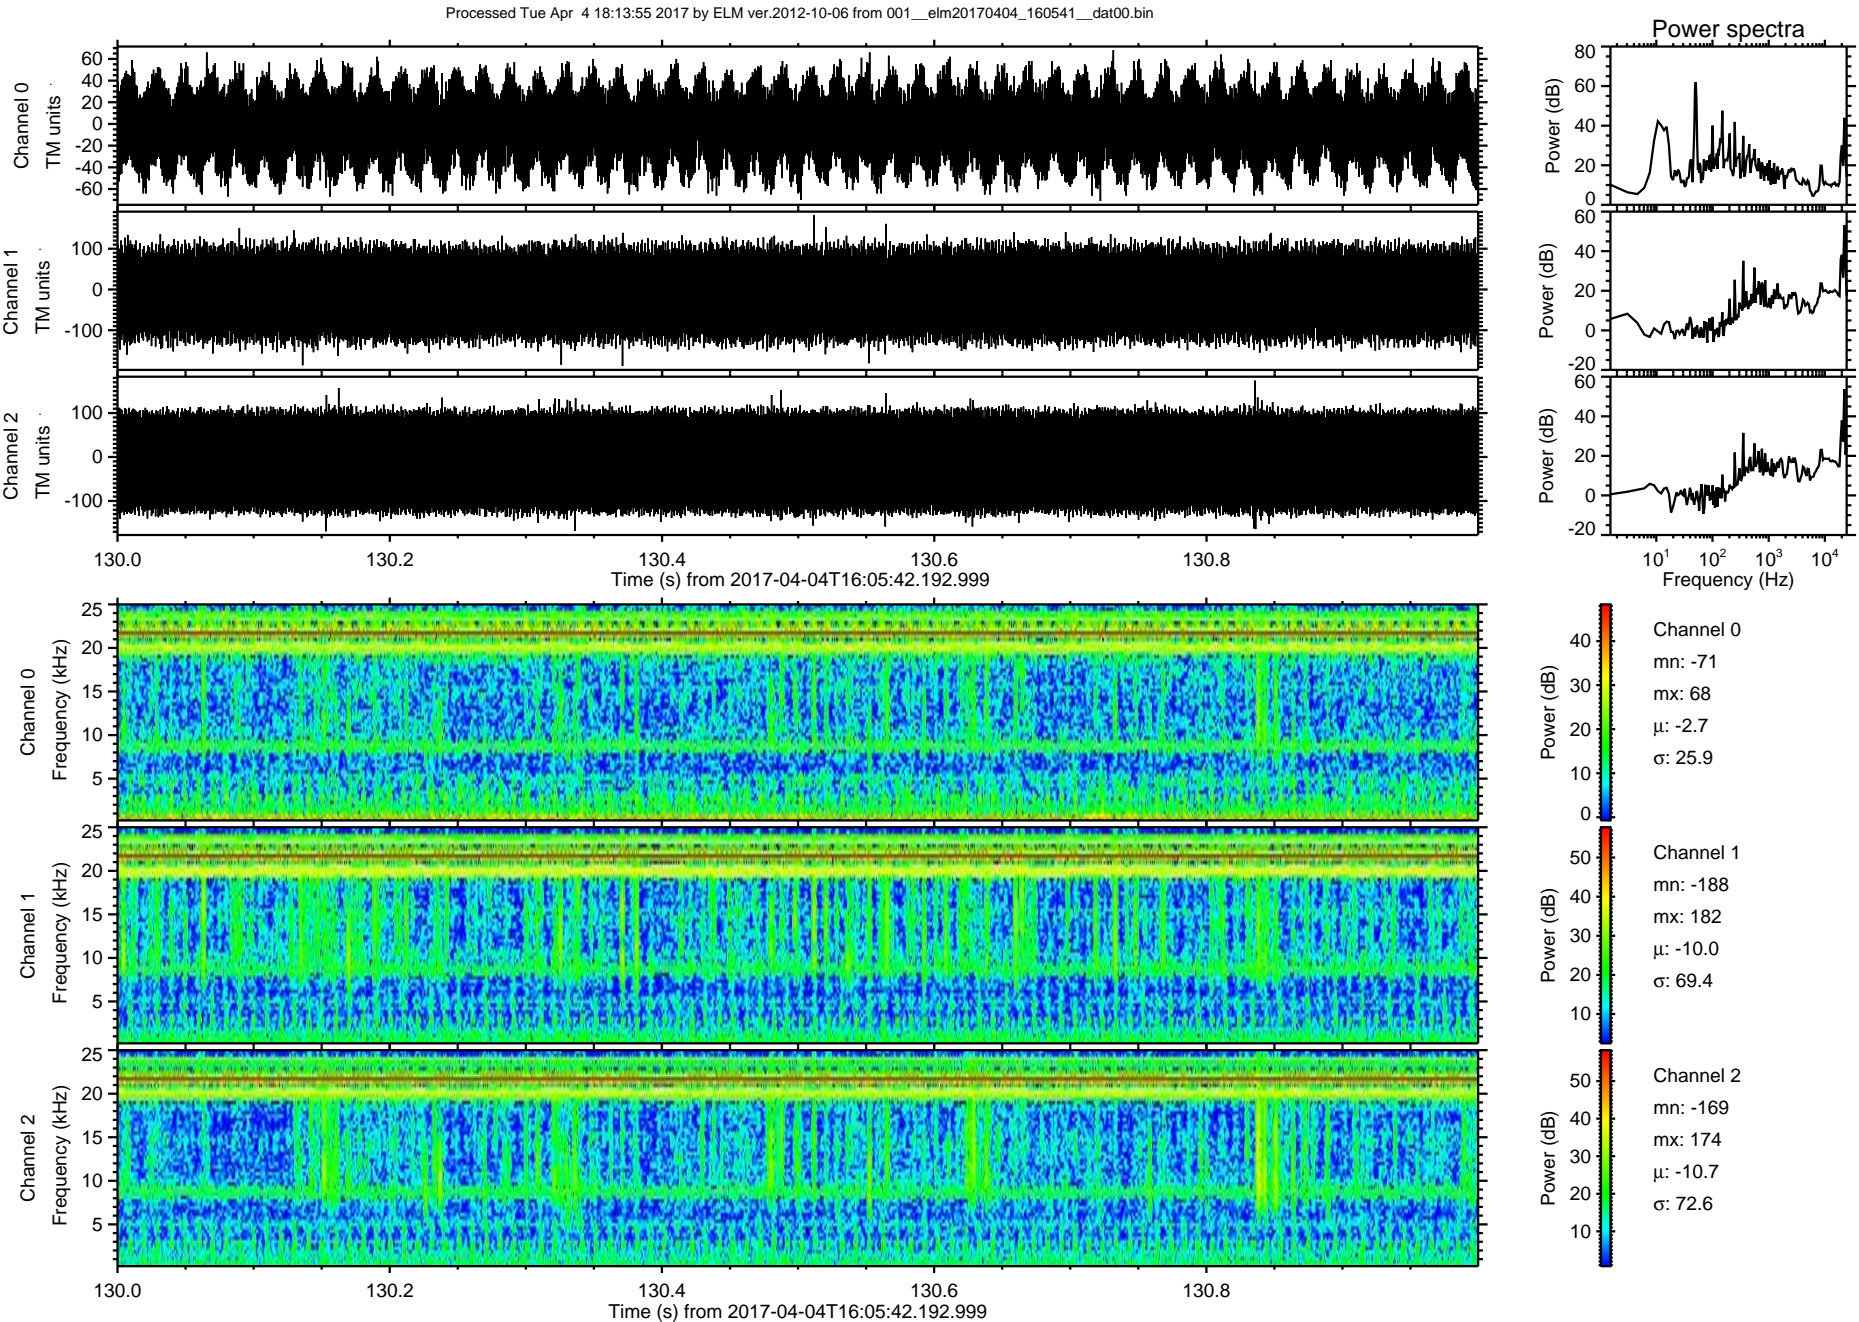 Processed Tue Apr  4 18:13:55 2017 by ELM ver.2012-10-06 from 001__elm20170404_160541__dat00.bin
Power spectra
Channel 0
TM units
60
40
20
0
-20
-40
-60
Power (dB)
80
60
40
20
0
Channel 1
TM units
100
0
-100
Power (dB)
60
40
20
0
-20
Channel 2
TM units
100
0
-100
Power (dB)
60
40
20
0
-20
130.0 130.2 130.4 130.6 130.8
Time (s) from 2017-04-04T16:05:42.192.999
10¹ 10² 10³ 10⁴
Frequency (Hz)
Channel 0
Frequency (kHz)
25
20
15
10
5
Power (dB)
40
30
20
10
0
Channel 0
mn: -71
mx: 68
μ: -2.7
σ: 25.9
Channel 1
Frequency (kHz)
25
20
15
10
5
Power (dB)
50
40
30
20
10
Channel 1
mn: -188
mx: 182
μ: -10.0
σ: 69.4
Channel 2
Frequency (kHz)
25
20
15
10
5
Power (dB)
50
40
30
20
10
Channel 2
mn: -169
mx: 174
μ: -10.7
σ: 72.6
130.0 130.2 130.4 130.6 130.8
Time (s) from 2017-04-04T16:05:42.192.999